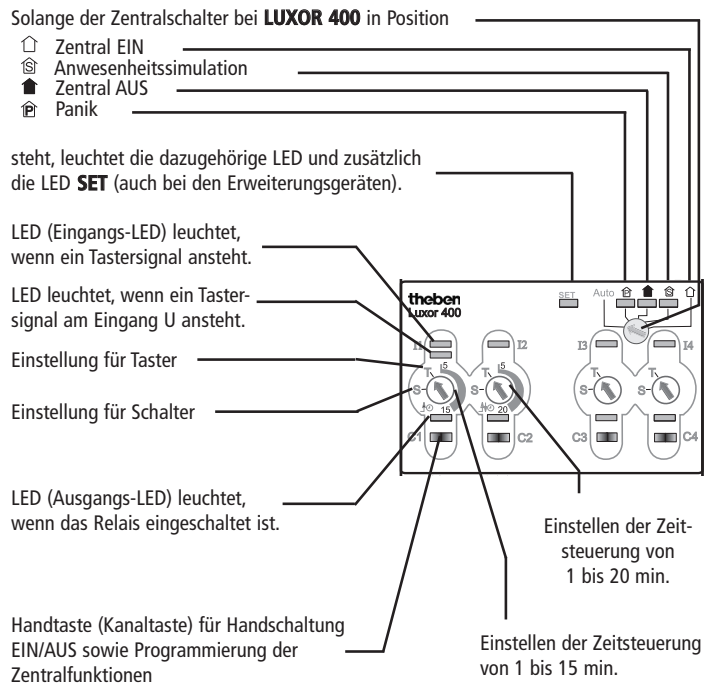 Solange der Zentralschalter bei LUXOR 400 in Position
Zentral EIN
S Anwesenheitssimulation
Zentral AUS
P Panik
steht, leuchtet die dazugehörige LED und zusätzlich
die LED SET (auch bei den Erweiterungsgeräten).
LED (Eingangs-LED) leuchtet,
wenn ein Tastersignal ansteht.
LED leuchtet, wenn ein Taster-
signal am Eingang U ansteht.
Einstellung für Taster
Einstellung für Schalter
LED (Ausgangs-LED) leuchtet,
wenn das Relais eingeschaltet ist.
Handtaste (Kanaltaste) für Handschaltung
EIN/AUS sowie Programmierung der
Zentralfunktionen
theben
Luxor 400
SET
Auto P S
I1 I2 I3 I4
T 5 T 5 T T
S S S S
15 20
C1 C2 C3 C4
Einstellen der Zeit-
steuerung von
1 bis 20 min.
Einstellen der Zeitsteuerung
von 1 bis 15 min.